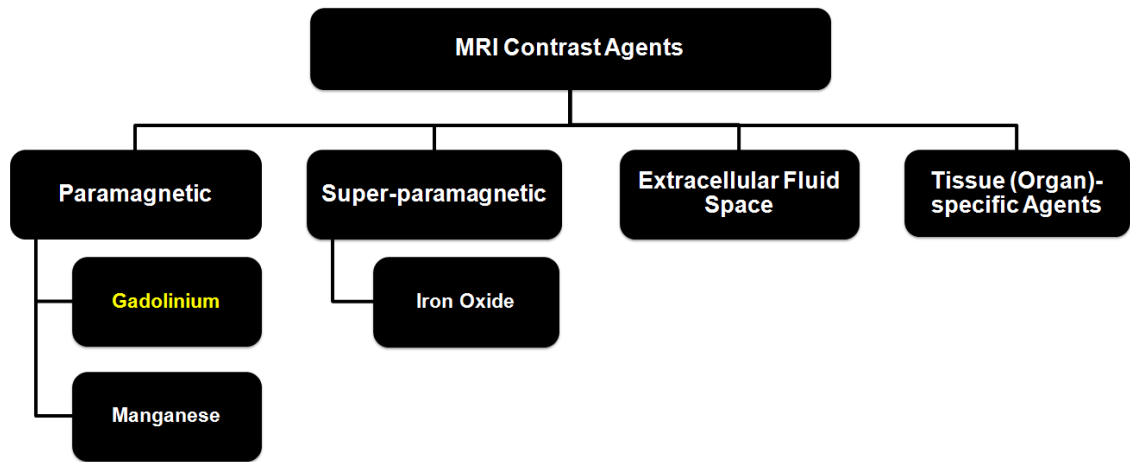 MRI Contrast Agents
Paramagnetic
Super-paramagnetic
Extracellular Fluid
Space
Tissue (Organ)-
specific Agents
Gadolinium
Iron Oxide
Manganese